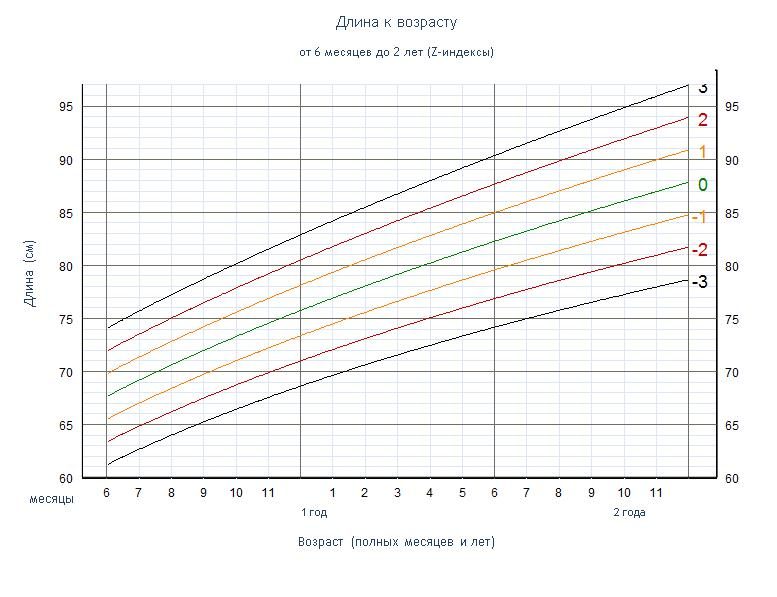 Длина к возрасту
от 6 месяцев до 2 лет (Z-индексы)
3
95 2 95
90 1 90
0
85 -1 85
Длина (см)
80 -2 80
-3
75 75
70 70
65 65
60 60
месяцы 6 7 8 9 10 11 1 2 3 4 5 6 7 8 9 10 11
1 год 2 года
Возраст (полных месяцев и лет)